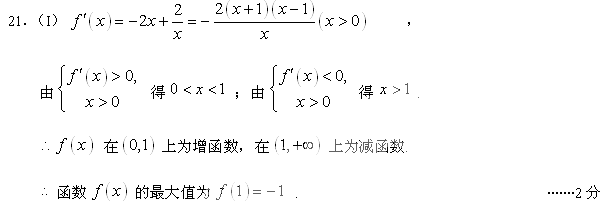 21.（I） f′(x)=−2x+2/x=−2(x+1)(x−1)/x (x>0) ，
由{f′(x)>0, x>0 得 0<x<1 ；由{f′(x)<0, x>0 得 x>1 .
∴ f(x) 在 (0,1) 上为增函数，在 (1,+∞) 上为减函数.
∴ 函数 f(x) 的最大值为 f(1)=−1 . ·······2 分